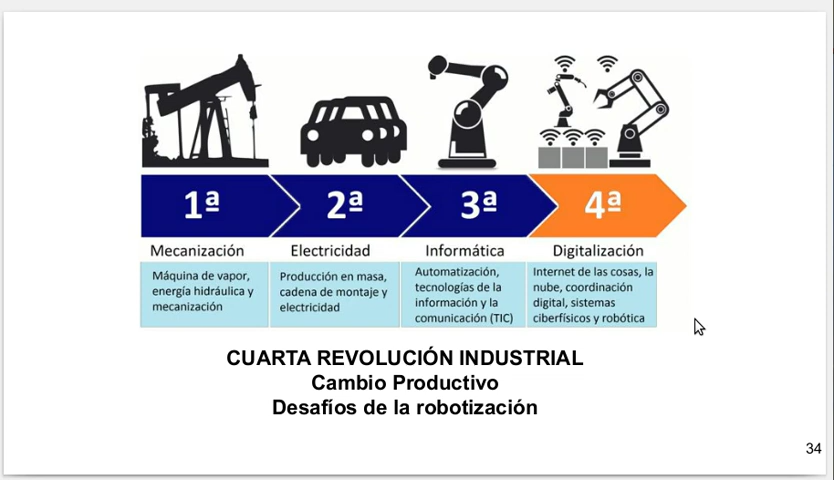 1ª
2ª
3ª
4ª
Mecanización
Electricidad
Informática
Digitalización
Máquina de vapor,
energía hidráulica y
mecanización
Producción en masa,
cadena de montaje y
electricidad
Automatización,
tecnologías de la
información y la
comunicación (TIC)
Internet de las cosas, la
nube, coordinación
digital, sistemas
ciberfísicos y robótica
CUARTA REVOLUCIÓN INDUSTRIAL
Cambio Productivo
Desafíos de la robotización
34